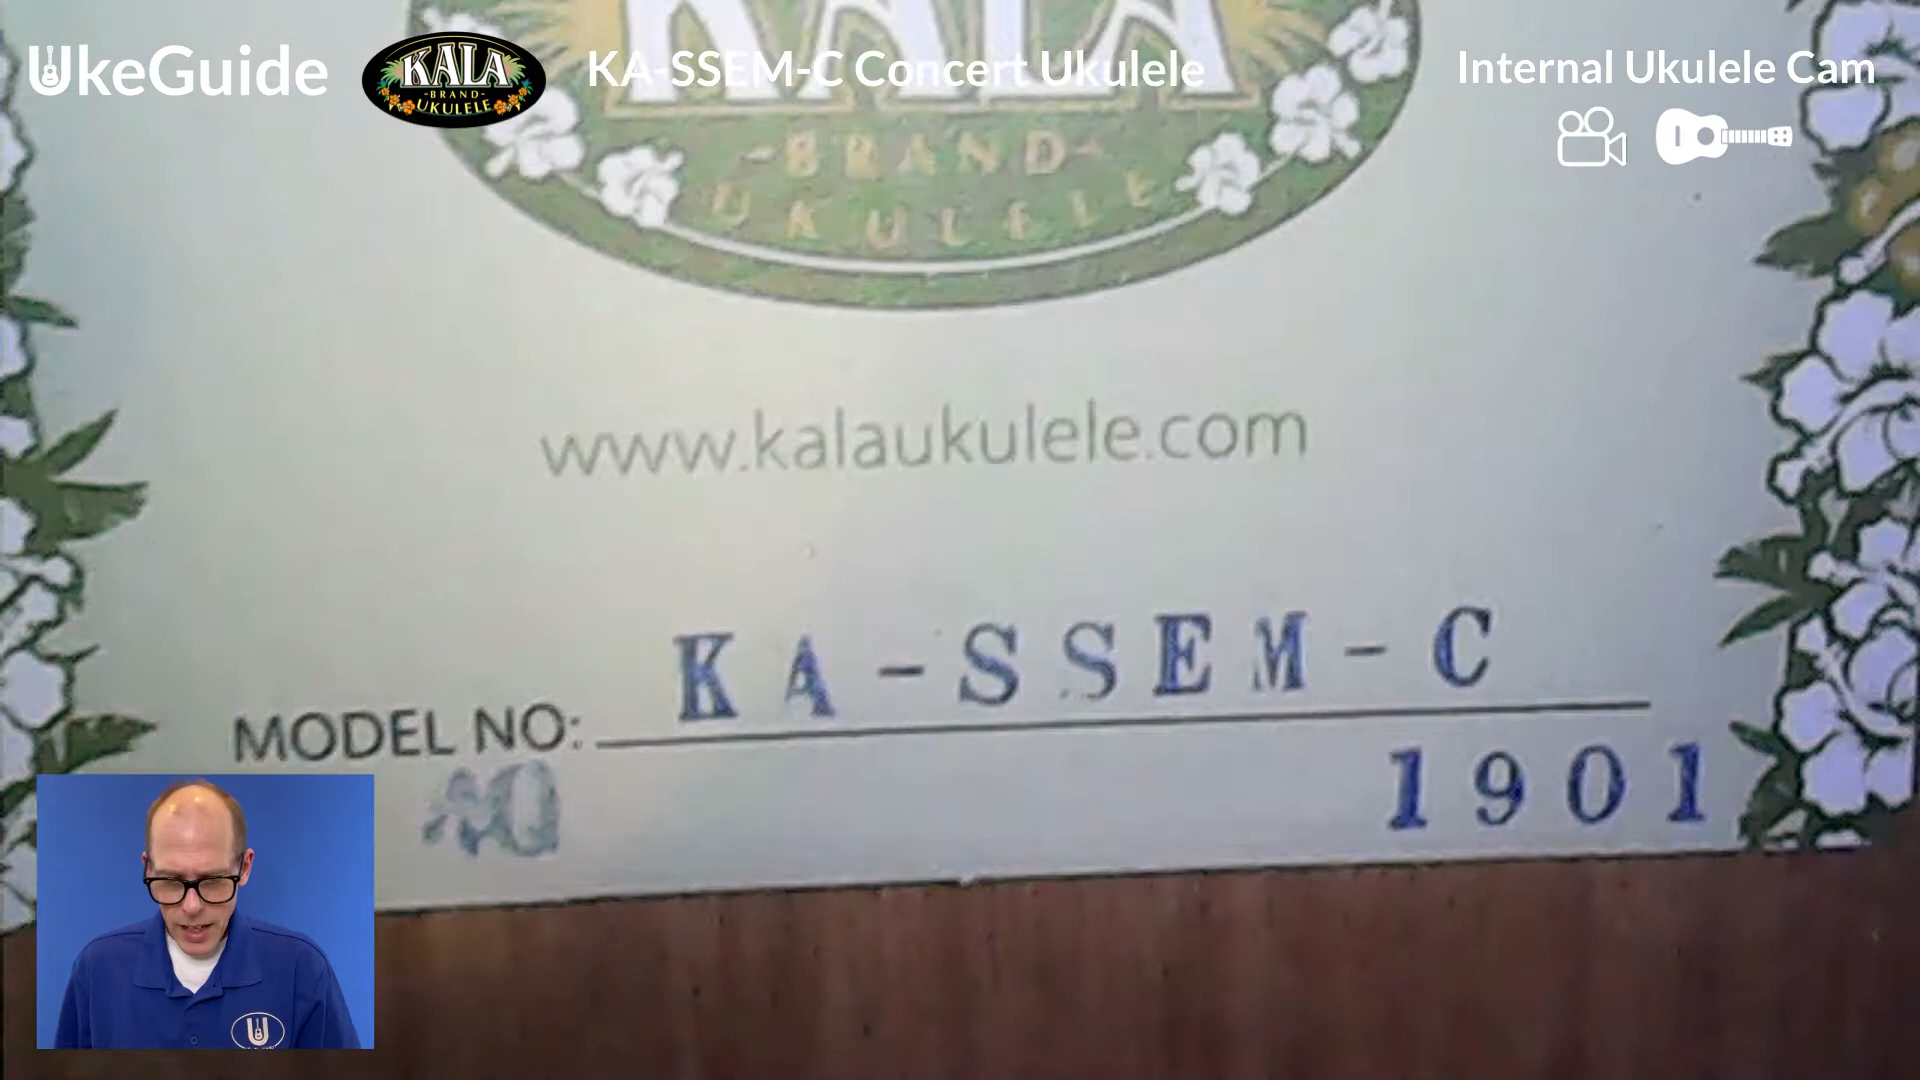 UkeGuide
KALA
-BRAND-
UKULELE
KA-SSEM-C Concert Ukulele
Internal Ukulele Cam
KALA
-BRAND-
UKULELE
www.kalaukulele.com
MODEL NO: KA-SSEM-C
1901
U